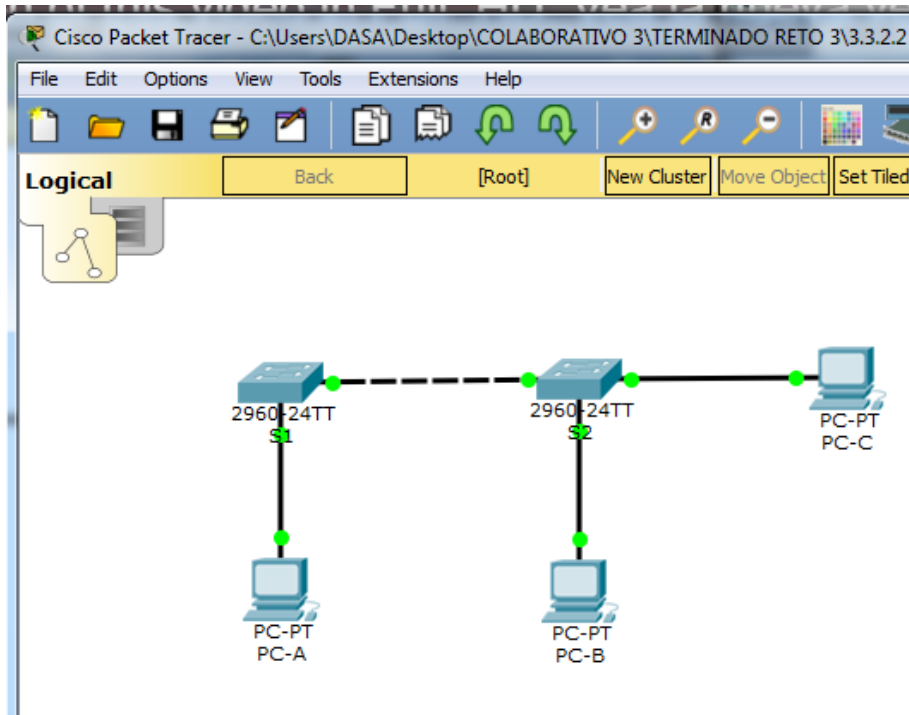 Cisco Packet Tracer - C:\Users\DASA\Desktop\COLABORATIVO 3\TERMINADO RETO 3\3.3.2.2
File Edit Options View Tools Extensions Help
Logical Back [Root] New Cluster Move Object Set Tiled
2960-24TT
S1
2960-24TT
S2
PC-PT
PC-C
PC-PT
PC-A
PC-PT
PC-B